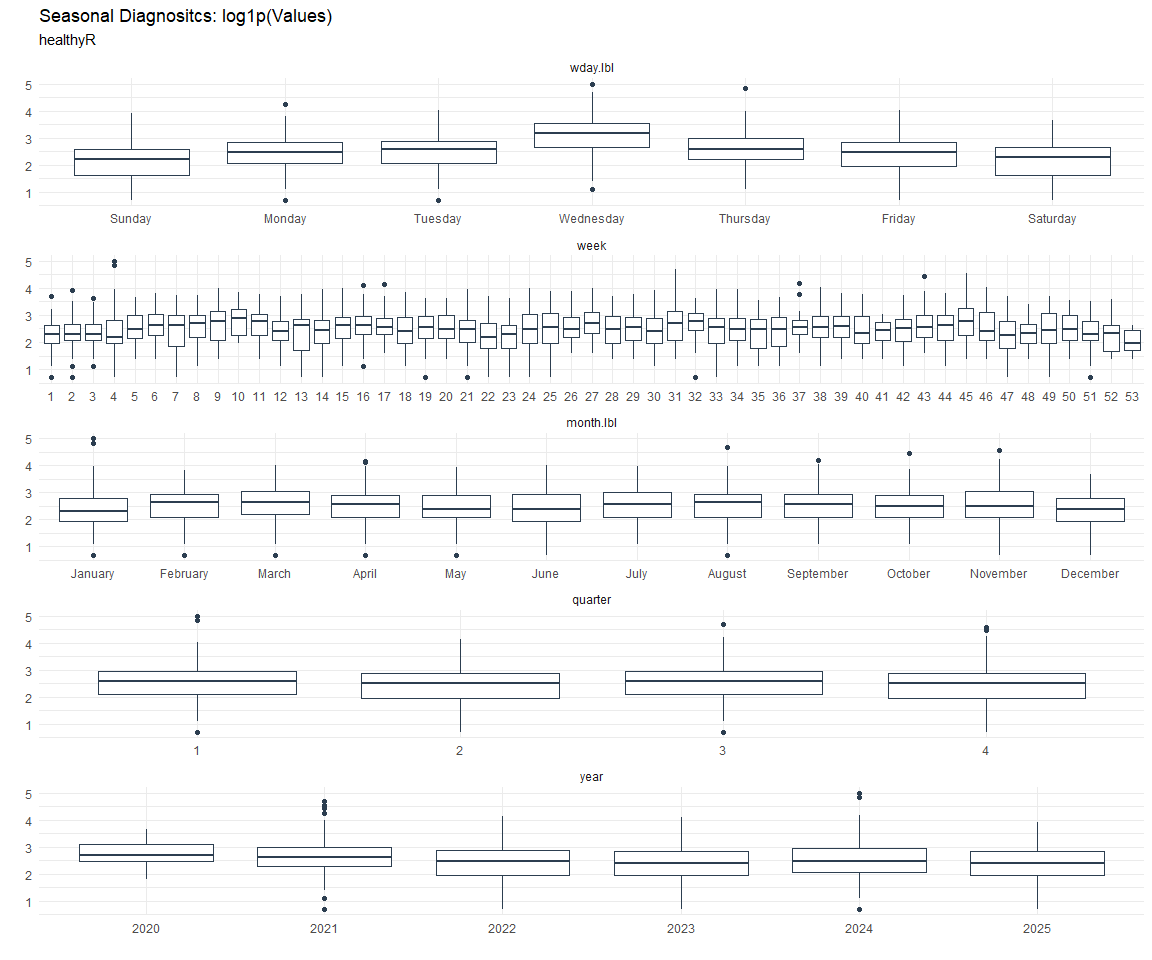 Seasonal Diagnositcs: log1p(Values)
healthyR
wday.lbl
5
4
3
2
1
Sunday Monday Tuesday Wednesday Thursday Friday Saturday
week
5
4
3
2
1
1 2 3 4 5 6 7 8 9 10 11 12 13 14 15 16 17 18 19 20 21 22 23 24 25 26 27 28 29 30 31 32 33 34 35 36 37 38 39 40 41 42 43 44 45 46 47 48 49 50 51 52 53
month.lbl
5
4
3
2
1
January February March April May June July August September October November December
quarter
5
4
3
2
1
1 2 3 4
year
5
4
3
2
1
2020 2021 2022 2023 2024 2025